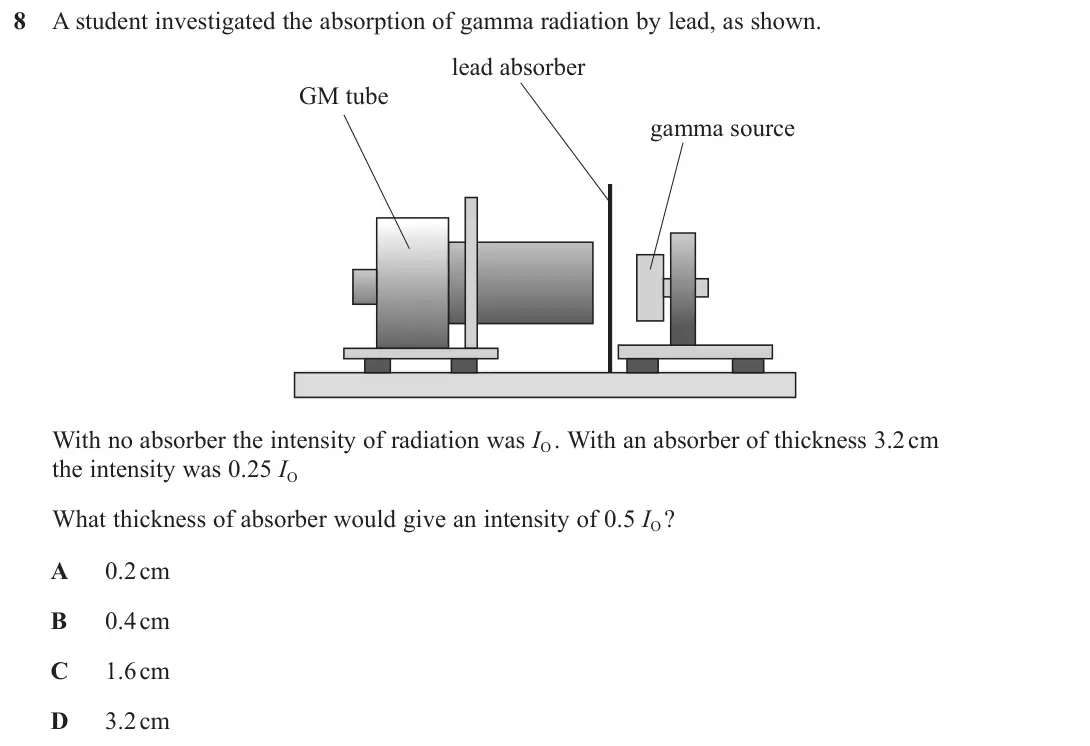 8 A student investigated the absorption of gamma radiation by lead, as shown.
lead absorber
GM tube
gamma source
With no absorber the intensity of radiation was I₀. With an absorber of thickness 3.2 cm
the intensity was 0.25 I₀
What thickness of absorber would give an intensity of 0.5 I₀?
A 0.2 cm
B 0.4 cm
C 1.6 cm
D 3.2 cm